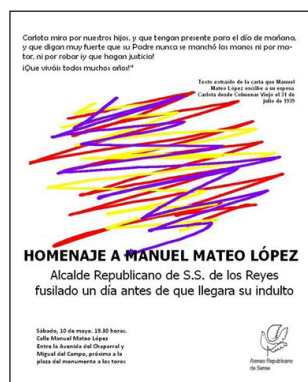 Carlota mira por nuestros hijos, y que tengan presente para el día de mañana,
y que digan muy fuerte que su Padre nunca se manchó las manos ni por ma-
tar, ni por robar ¡y que hagan justicia!
¡Que viváis todos muchos años!"
Texto extraído de la carta que Manuel
Mateo López escribió a su esposa
Carlota desde Colmenar Viejo el 31 de
julio de 1939
HOMENAJE A MANUEL MATEO LÓPEZ
Alcalde Republicano de S.S. de los Reyes
fusilado un día antes de que llegara su indulto
Sábado, 10 de mayo. 19.30 horas.
Calle Manuel Mateo López
Entre la Avenida del Chaparral y
Miguel del Campo, próxima a la
plaza del monumento a los toros
Ateneo Republicano
de Sanse